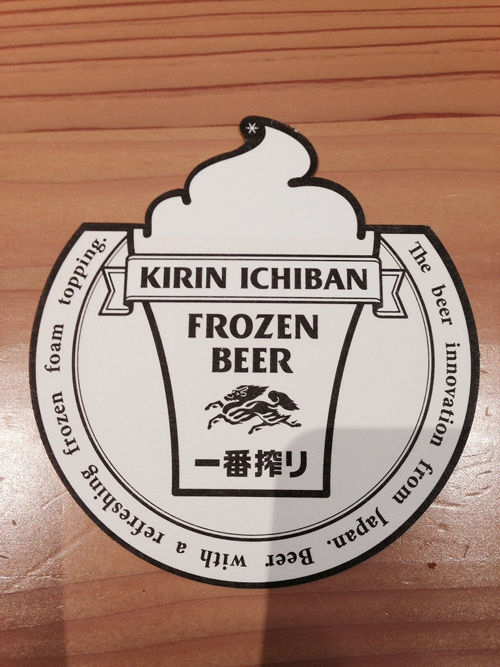 KIRIN ICHIBAN
FROZEN
BEER
一番搾り
The beer innovation from Japan. Beer with a refreshing frozen foam topping.